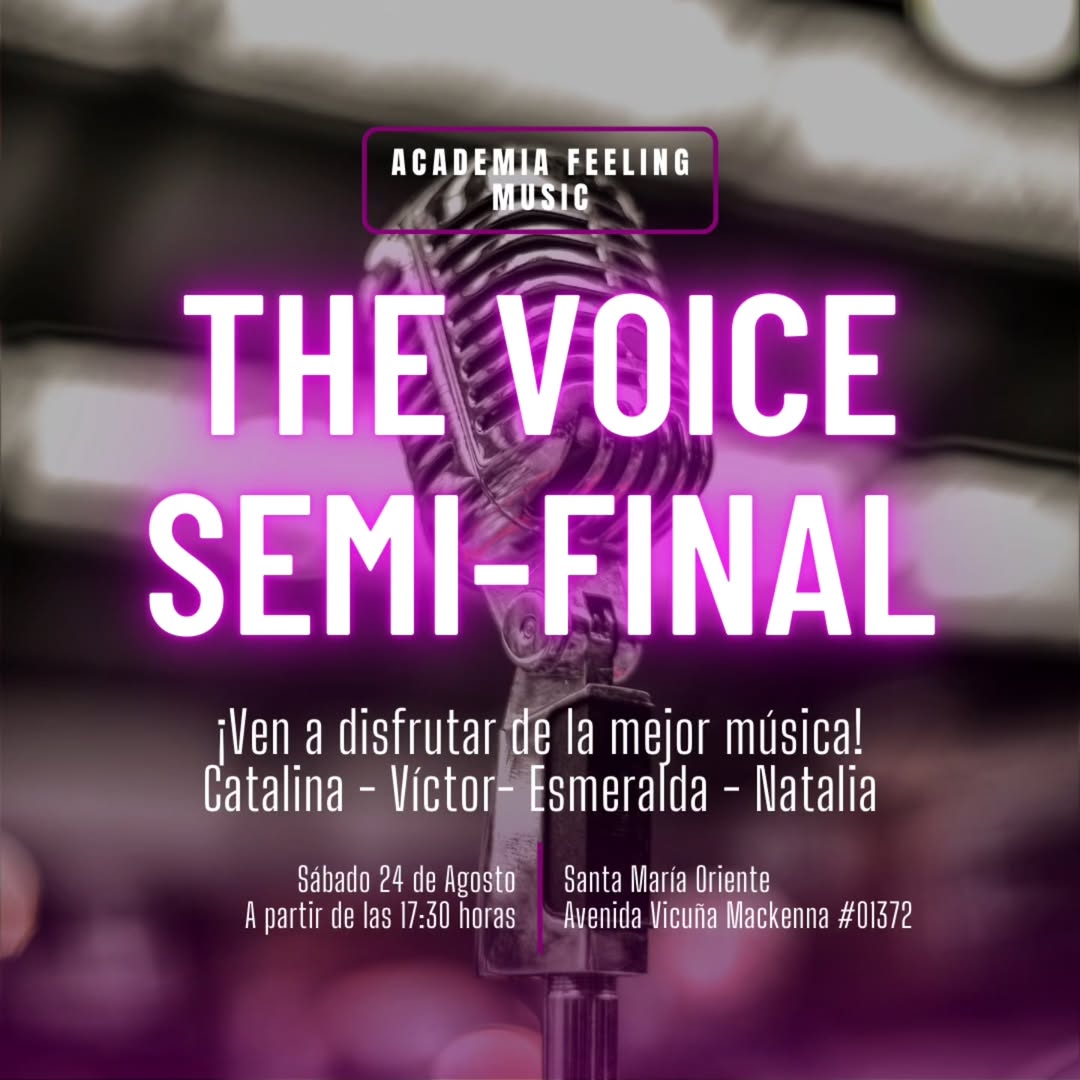 ACADEMIA FEELING
MUSIC
THE VOICE
SEMI-FINAL
¡Ven a disfrutar de la mejor música!
Catalina - Víctor- Esmeralda - Natalia
Sábado 24 de Agosto
A partir de las 17:30 horas
Santa María Oriente
Avenida Vicuña Mackenna #01372